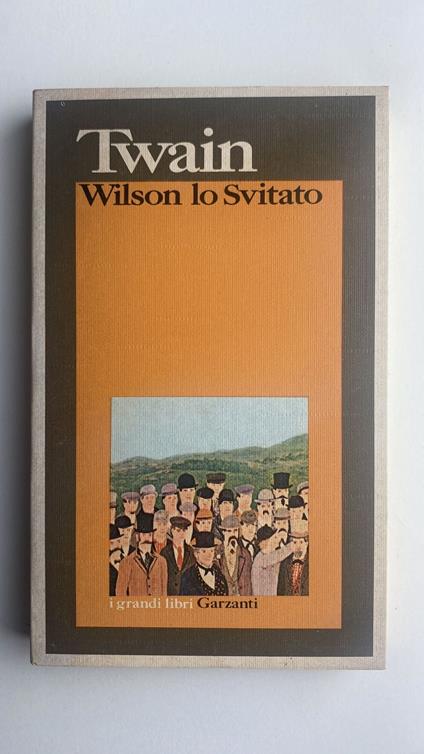 Twain
Wilson lo Svitato
i grandi libri Garzanti